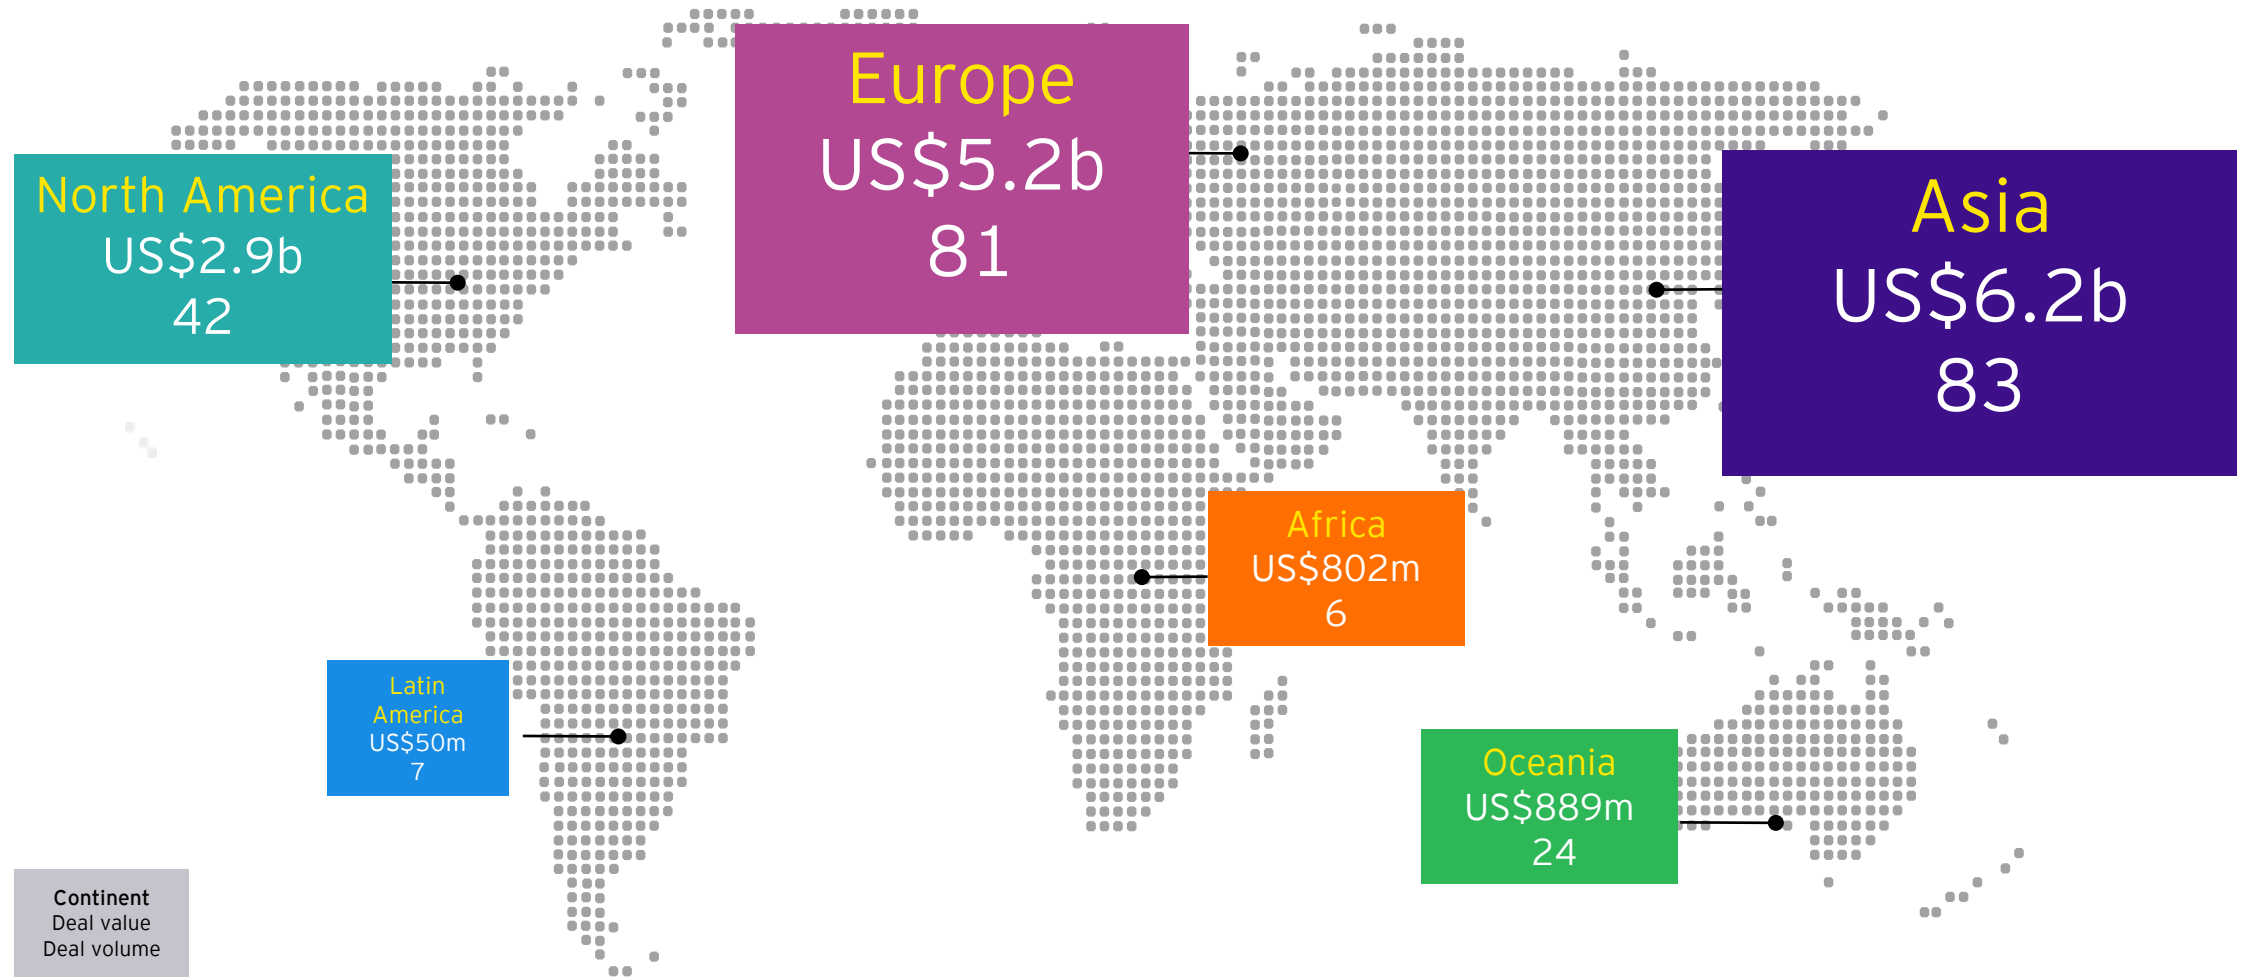 Europe
US$5.2b
81
North America
US$2.9b
42
Asia
US$6.2b
83
Africa
US$802m
6
Latin
America
US$50m
7
Oceania
US$889m
24
Continent
Deal value
Deal volume